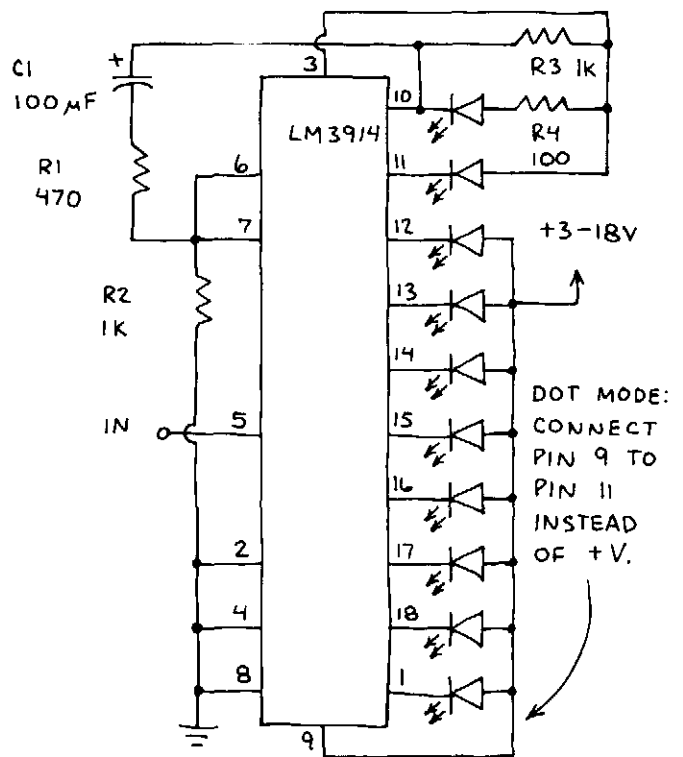 3
C1
+
100 µF
R3 1K
10
LM3914
R4
100
11
R1
470
6
7
12
+3-18V
R2
1K
13
14
DOT MODE:
CONNECT
PIN 9 TO
PIN 11
INSTEAD
OF +V.
IN
5
15
16
2
17
4
18
8
1
9